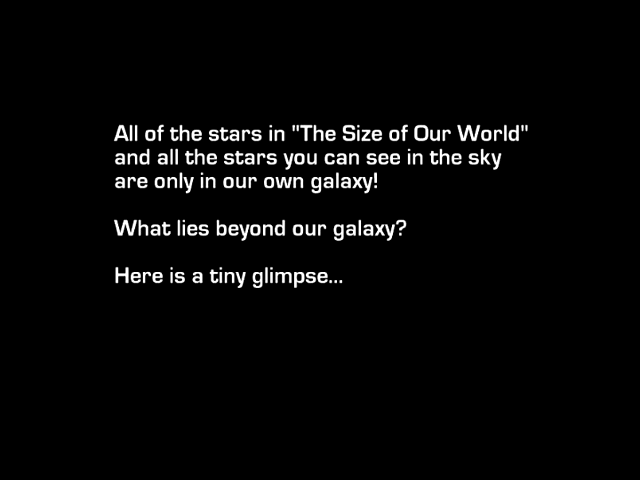 All of the stars in "The Size of Our World"
and all the stars you can see in the sky
are only in our own galaxy!
What lies beyond our galaxy?
Here is a tiny glimpse...